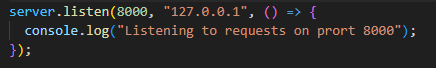 server.listen(8000, "127.0.0.1", () => {
  console.log("Listening to requests on prort 8000");
});